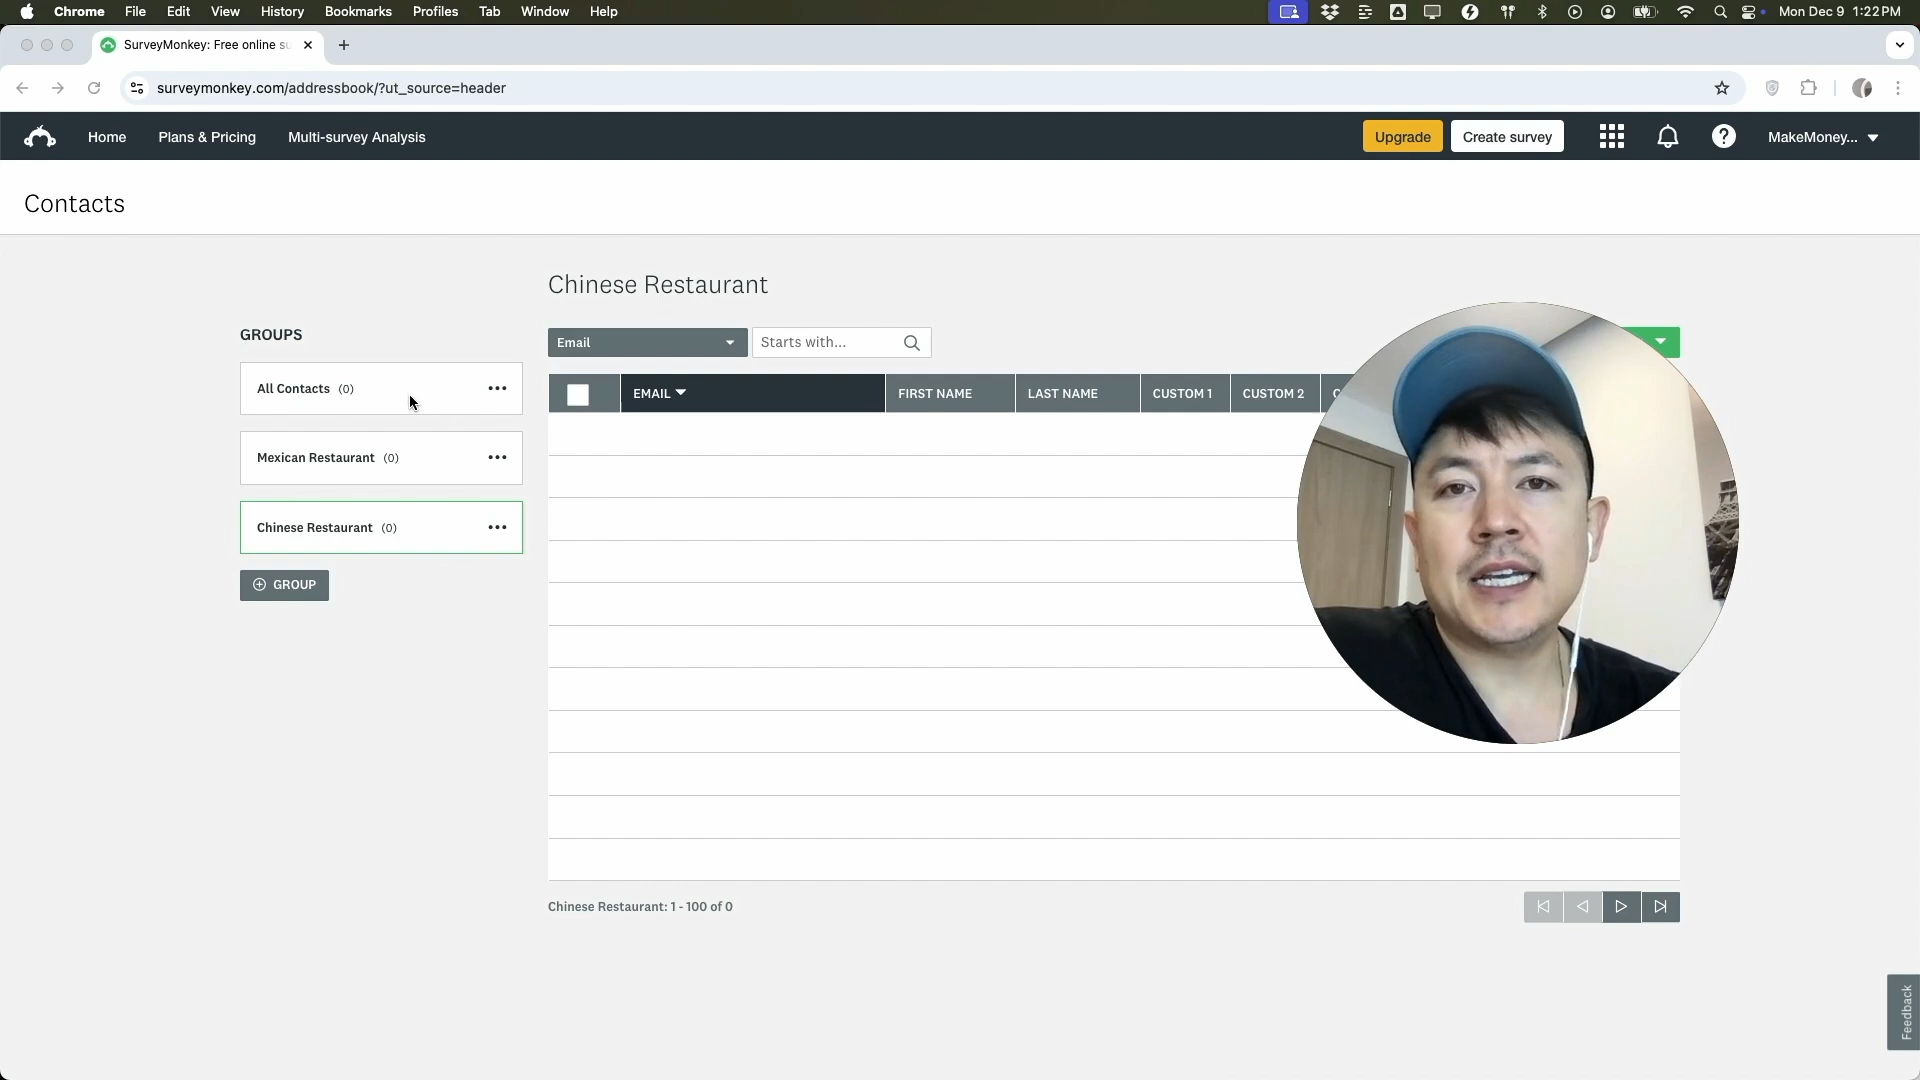 Chrome File Edit View History Bookmarks Profiles Tab Window Help Mon Dec 9 1:22 PM
SurveyMonkey: Free online su
surveymonkey.com/addressbook/?ut_source=header
Home Plans & Pricing Multi-survey Analysis Upgrade Create survey MakeMoney...
Contacts
Chinese Restaurant
GROUPS
Email Starts with...
All Contacts (0)
EMAIL FIRST NAME LAST NAME CUSTOM 1 CUSTOM 2 C
Mexican Restaurant (0)
Chinese Restaurant (0)
GROUP
Chinese Restaurant: 1 - 100 of 0
Feedback